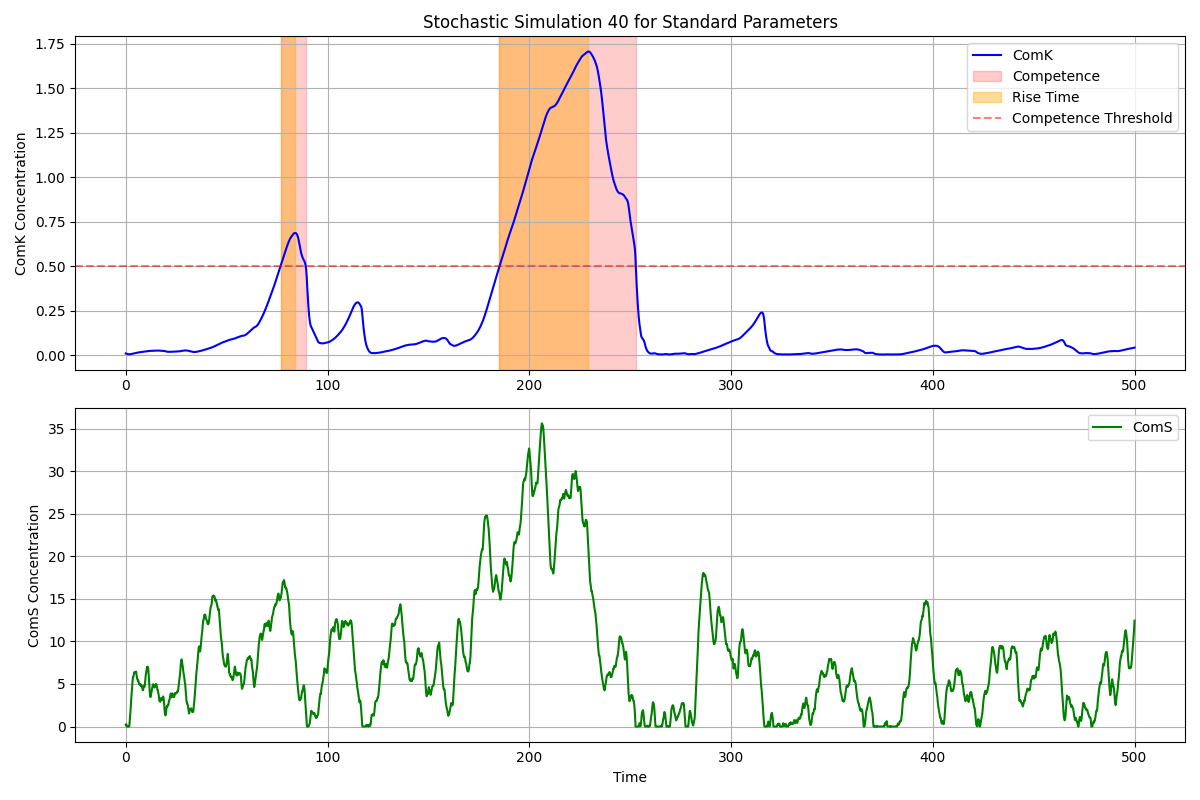 Stochastic Simulation 40 for Standard Parameters
ComK Concentration
1.75
1.50
1.25
1.00
0.75
0.50
0.25
0.00
ComK
Competence
Rise Time
Competence Threshold
0 100 200 300 400 500
ComS Concentration
35
30
25
20
15
10
5
0
ComS
0 100 200 300 400 500
Time